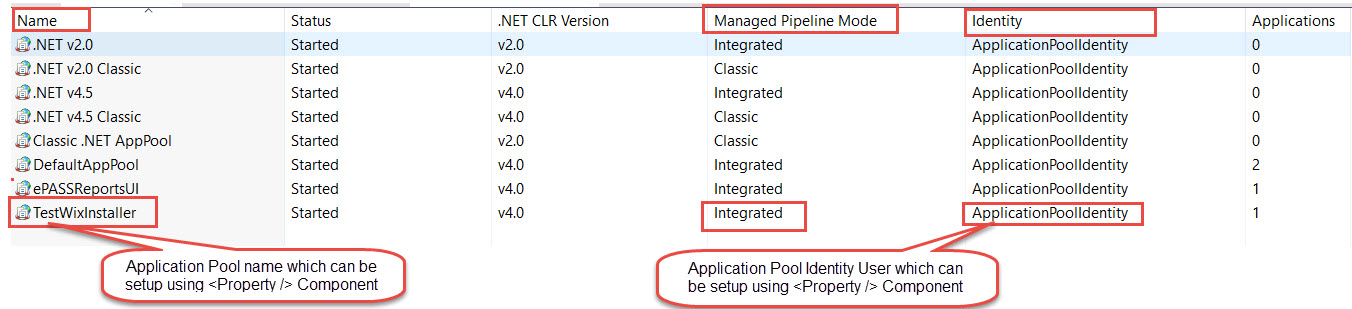 Name Status .NET CLR Version Managed Pipeline Mode Identity Applications
.NET v2.0 Started v2.0 Integrated ApplicationPoolIdentity 0
.NET v2.0 Classic Started v2.0 Classic ApplicationPoolIdentity 0
.NET v4.5 Started v4.0 Integrated ApplicationPoolIdentity 0
.NET v4.5 Classic Started v4.0 Classic ApplicationPoolIdentity 0
Classic .NET AppPool Started v2.0 Classic ApplicationPoolIdentity 0
DefaultAppPool Started v4.0 Integrated ApplicationPoolIdentity 2
ePASSReportsUI Started v4.0 Integrated ApplicationPoolIdentity 1
TestWixInstaller Started v4.0 Integrated ApplicationPoolIdentity 1
Application Pool name which can be
setup using <Property /> Component
Application Pool Identity User which can
be setup using <Property /> Component